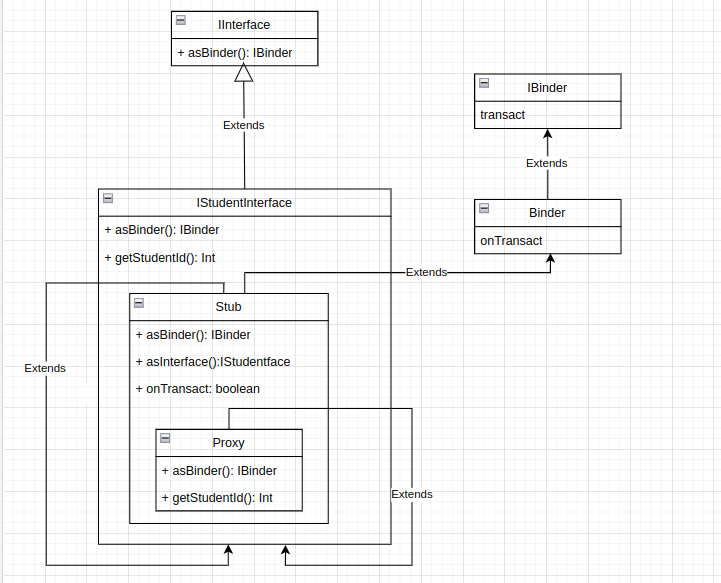 IInterface
+ asBinder(): IBinder
Extends
IBinder
transact
Extends
Binder
onTransact
IStudentInterface
+ asBinder(): IBinder
+ getStudentId(): Int
Extends
Stub
+ asBinder(): IBinder
+ asInterface():IStudentface
+ onTransact: boolean
Extends
Proxy
+ asBinder(): IBinder
+ getStudentId(): Int
Extends